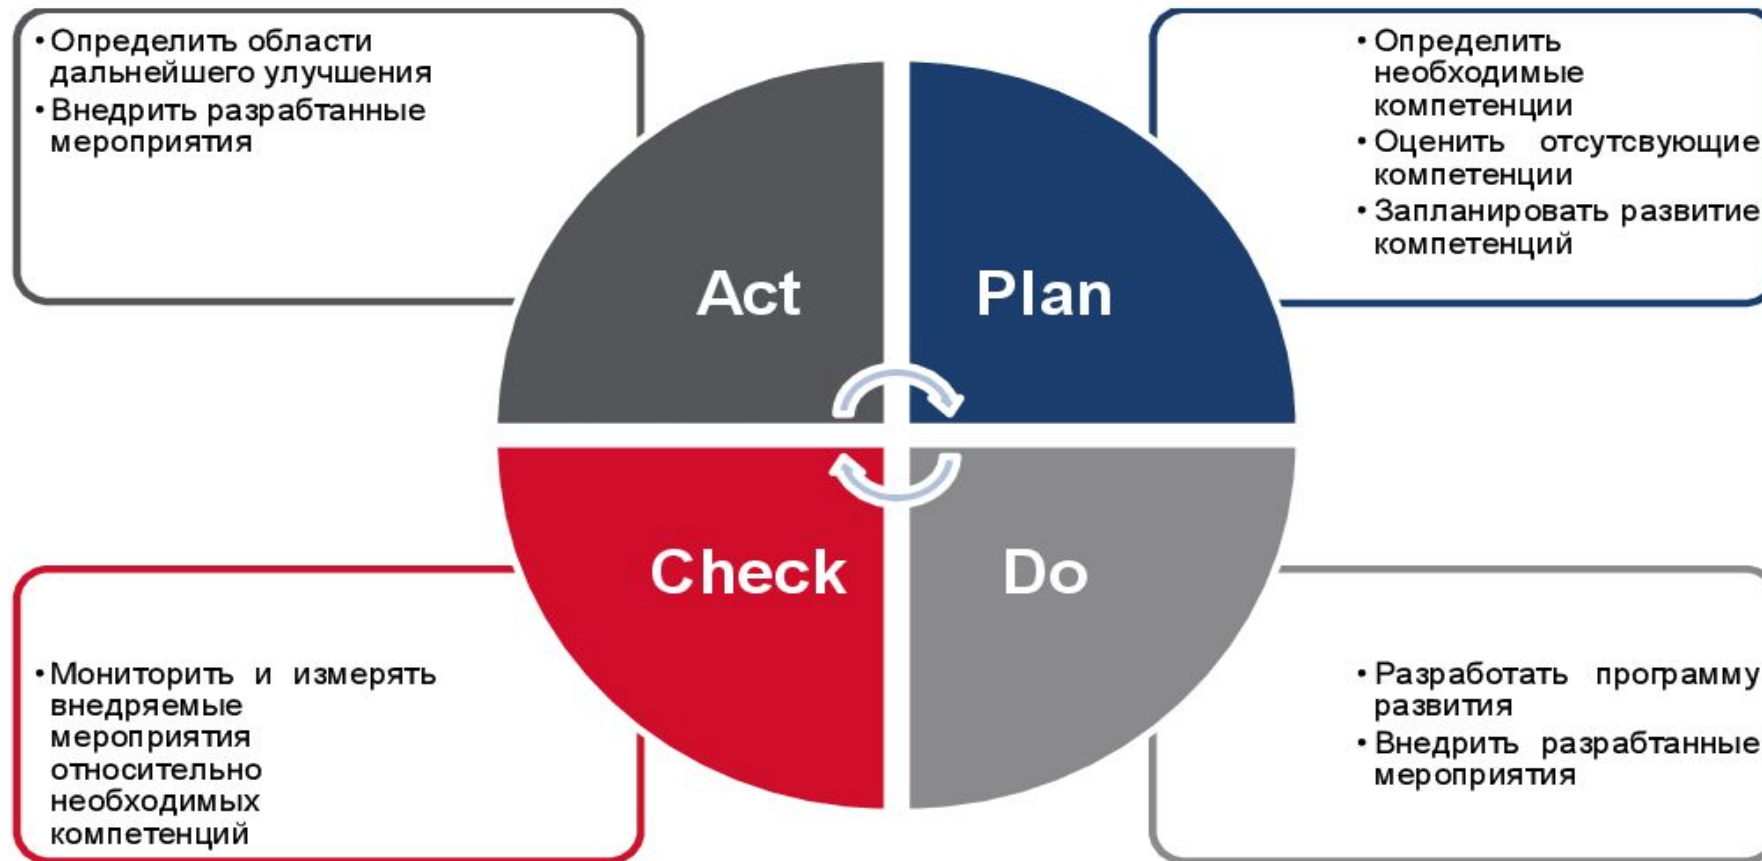 • Определить области
дальнейшего улучшения
• Внедрить разрабтанные
мероприятия
• Определить
необходимые
компетенции
• Оценить отсутсвующие
компетенции
• Запланировать развитие
компетенций
Act
Plan
Check
Do
• Мониторить и измерять
внедряемые
мероприятия
относительно
необходимых
компетенций
• Разработать программу
развития
• Внедрить разрабтанные
мероприятия